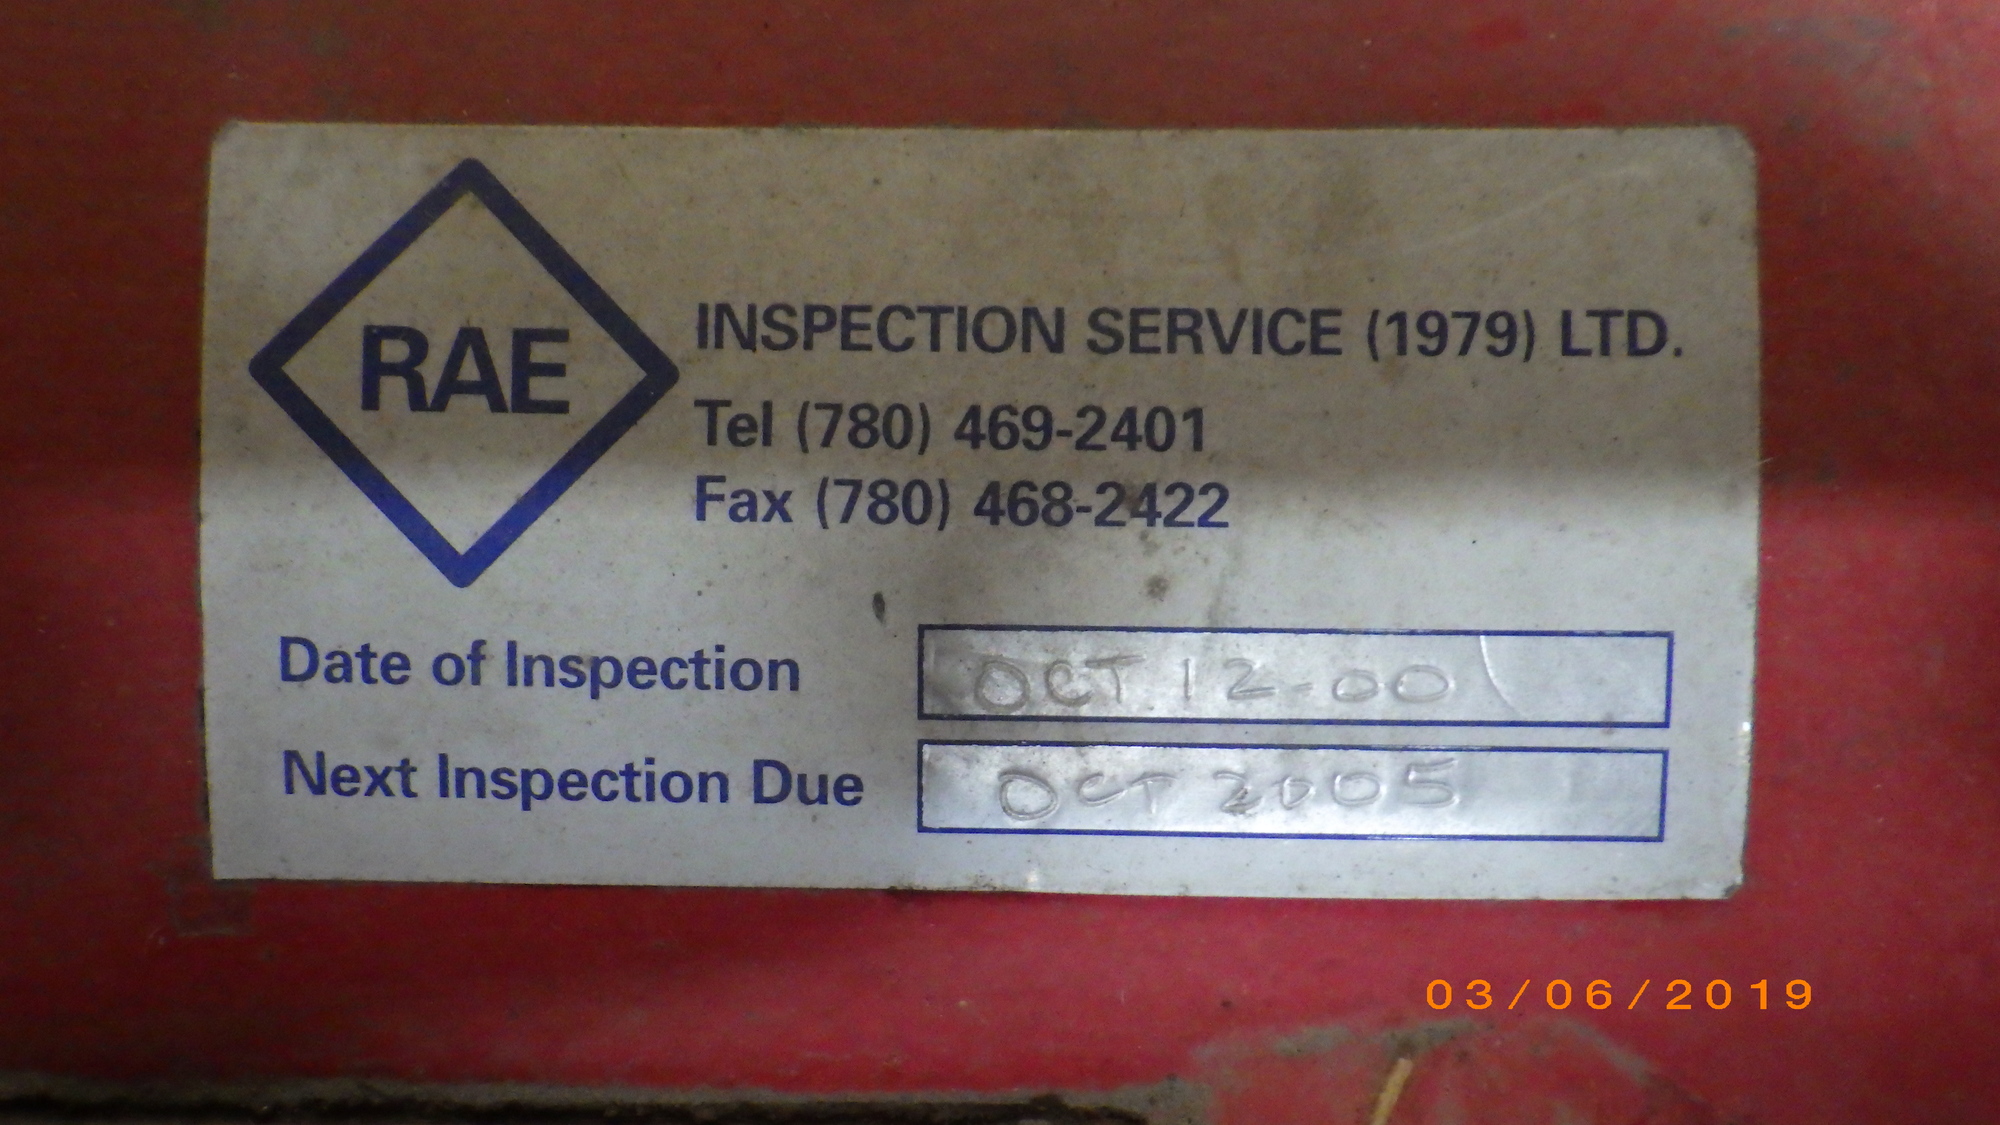 RAE
INSPECTION SERVICE (1979) LTD.
Tel (780) 469-2401
Fax (780) 468-2422
Date of Inspection OCT 12-00
Next Inspection Due OCT 2005
03/06/2019